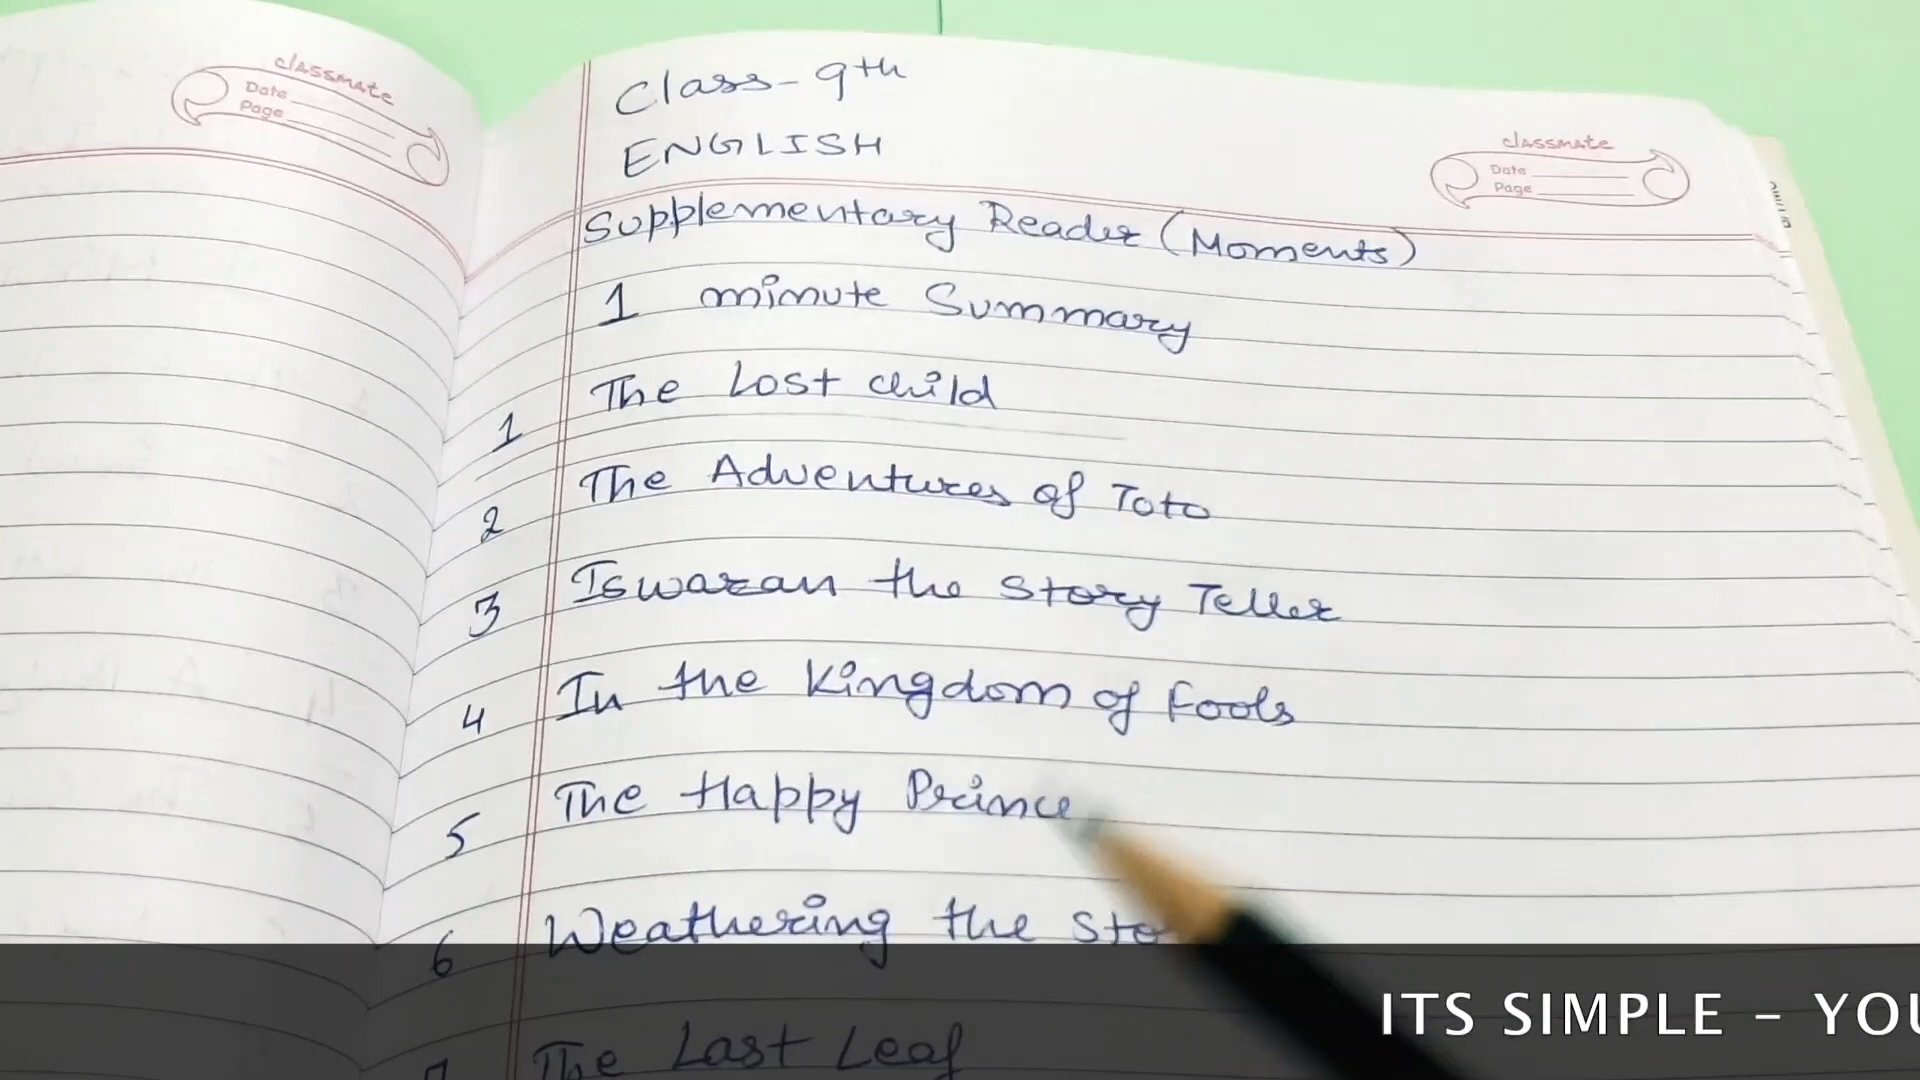 classmate
Date
Page
Class-9th
ENGLISH
classmate
Date
Page
Supplementary Reader (Moments)
1 minute Summary
1 The Lost child
2 The Adventures of Toto
3 Iswaran the Story Teller
4 In the Kingdom of Fools
5 The Happy Prince
6 Weathering the Sto
7 The Last Leaf
ITS SIMPLE - YOU